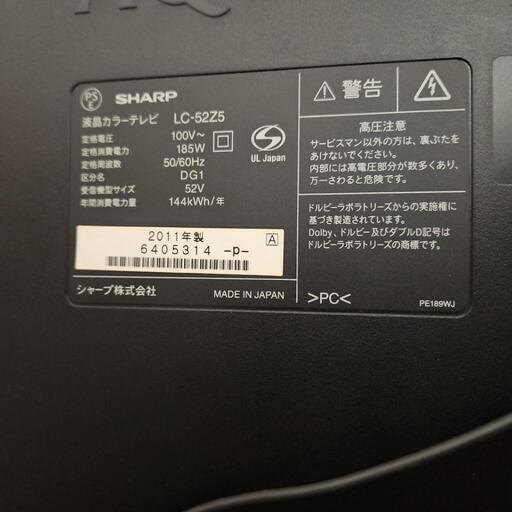 PS
E
SHARP
液晶カラーテレビ LC-52Z5
定格電圧 100V～
定格消費電力 185W
定格周波数 50/60Hz
区分名 DG1
受信機型サイズ 52V
年間消費電力量 144kWh/年
S
UL Japan
2011年製 A
6405314 -p-
シャープ株式会社 MADE IN JAPAN
警告
高圧注意
サービスマン以外の方は、裏ぶたを
あけないでください。
内部には高電圧部分が数多くあり、
万一さわると危険です。
ドルビーラボラトリーズからの実施権に
基づき製造されています。
Dolby、ドルビー及びダブルD記号は
ドルビーラボラトリーズの商標です。
>PC<
PE189WJ